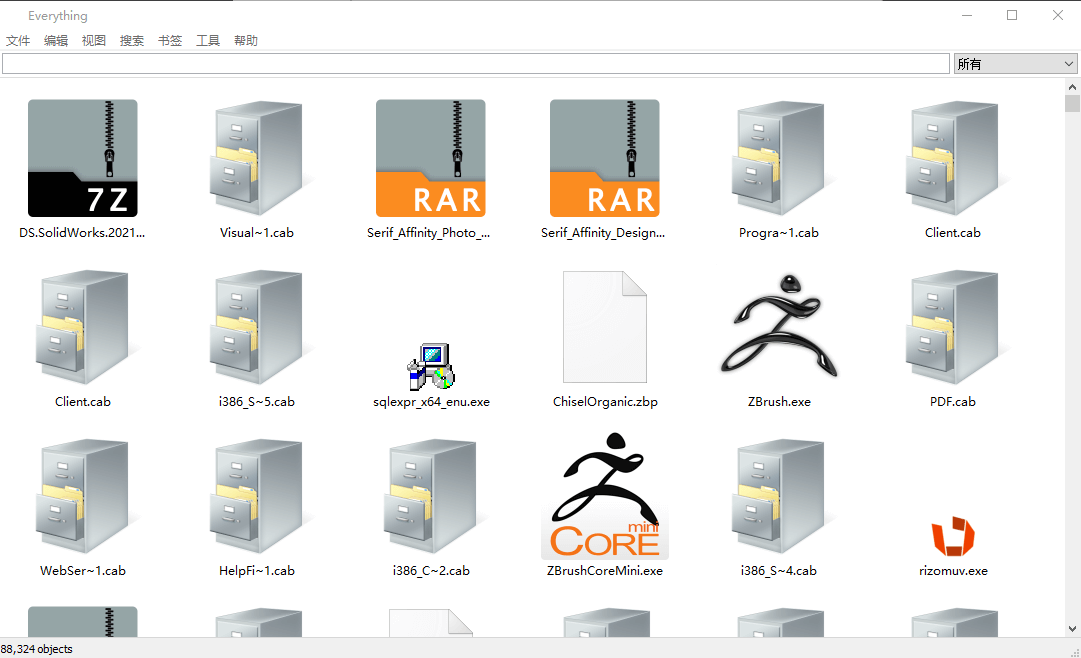 Everything
文件 编辑 视图 搜索 书签 工具 帮助
所有
7Z RAR RAR
DS.SolidWorks.2021... Visual~1.cab Serif_Affinity_Photo_... Serif_Affinity_Design... Progra~1.cab Client.cab
Client.cab i386_S~5.cab sqlexpr_x64_enu.exe ChiselOrganic.zbp ZBrush.exe PDF.cab
mini
CORE
WebSer~1.cab HelpFi~1.cab i386_C~2.cab ZBrushCoreMini.exe i386_S~4.cab rizomuv.exe
88,324 objects